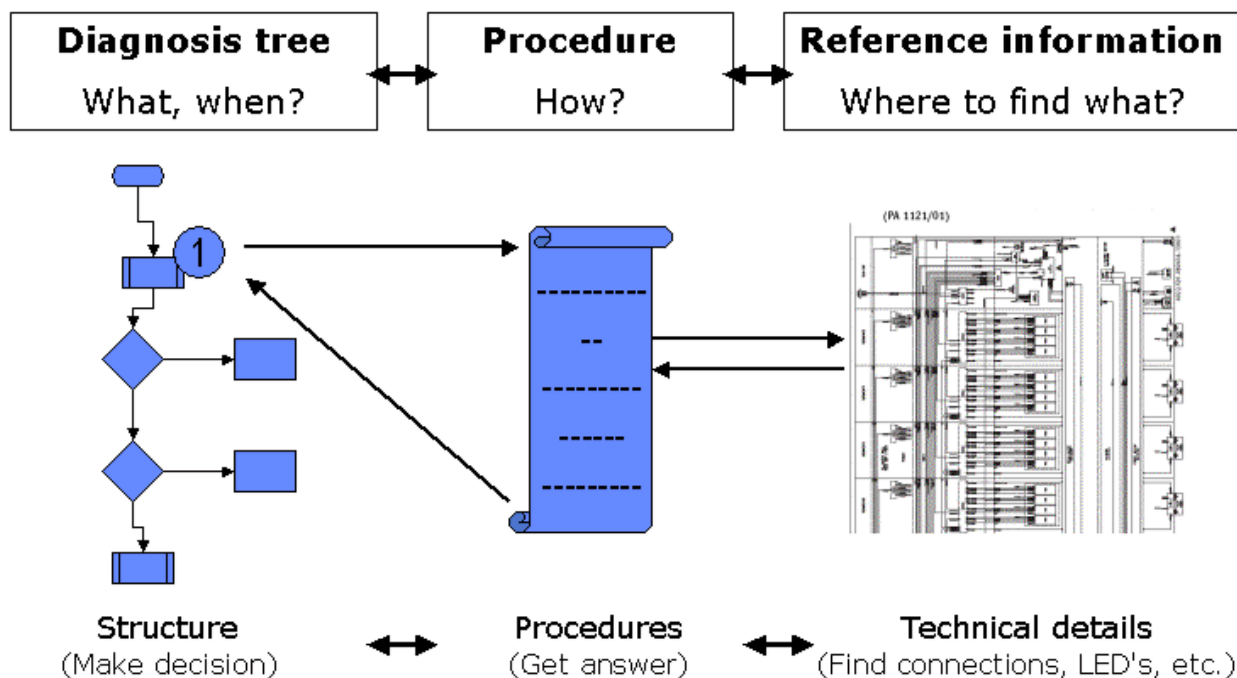 Diagnosis tree
What, when?
Procedure
How?
Reference information
Where to find what?
(PA 1121/01)
1
Structure
(Make decision)
Procedures
(Get answer)
Technical details
(Find connections, LED's, etc.)